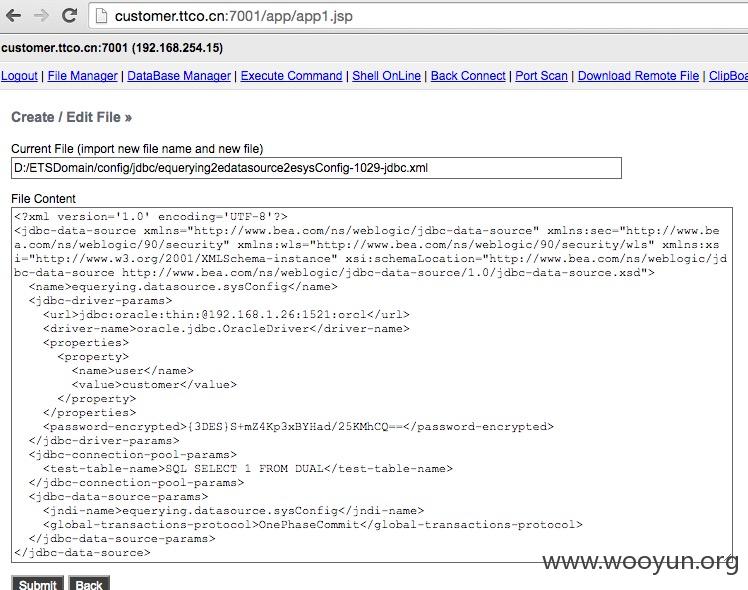 customer.ttco.cn:7001/app/app1.jsp
customer.ttco.cn:7001 (192.168.254.15)
Logout | File Manager | DataBase Manager | Execute Command | Shell OnLine | Back Connect | Port Scan | Download Remote File | ClipBoa
Create / Edit File »
Current File (import new file name and new file)
D:/ETSDomain/config/jdbc/equerying2edatasource2esysConfig-1029-jdbc.xml
File Content
<?xml version='1.0' encoding='UTF-8'?>
<jdbc-data-source xmlns="http://www.bea.com/ns/weblogic/jdbc-data-source" xmlns:sec="http://www.be
a.com/ns/weblogic/90/security" xmlns:wls="http://www.bea.com/ns/weblogic/90/security/wls" xmlns:xs
i="http://www.w3.org/2001/XMLSchema-instance" xsi:schemaLocation="http://www.bea.com/ns/weblogic/jd
bc-data-source http://www.bea.com/ns/weblogic/jdbc-data-source/1.0/jdbc-data-source.xsd">
<name>equerying.datasource.sysConfig</name>
<jdbc-driver-params>
<url>jdbc:oracle:thin:@192.168.1.26:1521:orcl</url>
<driver-name>oracle.jdbc.OracleDriver</driver-name>
<properties>
<property>
<name>user</name>
<value>customer</value>
</property>
</properties>
<password-encrypted>{3DES}S+mZ4Kp3xBYHad/25KMhCQ==</password-encrypted>
</jdbc-driver-params>
<jdbc-connection-pool-params>
<test-table-name>SQL SELECT 1 FROM DUAL</test-table-name>
</jdbc-connection-pool-params>
<jdbc-data-source-params>
<jndi-name>equerying.datasource.sysConfig</jndi-name>
<global-transactions-protocol>OnePhaseCommit</global-transactions-protocol>
</jdbc-data-source-params>
</jdbc-data-source>
www.wooyun.org
Submit Back